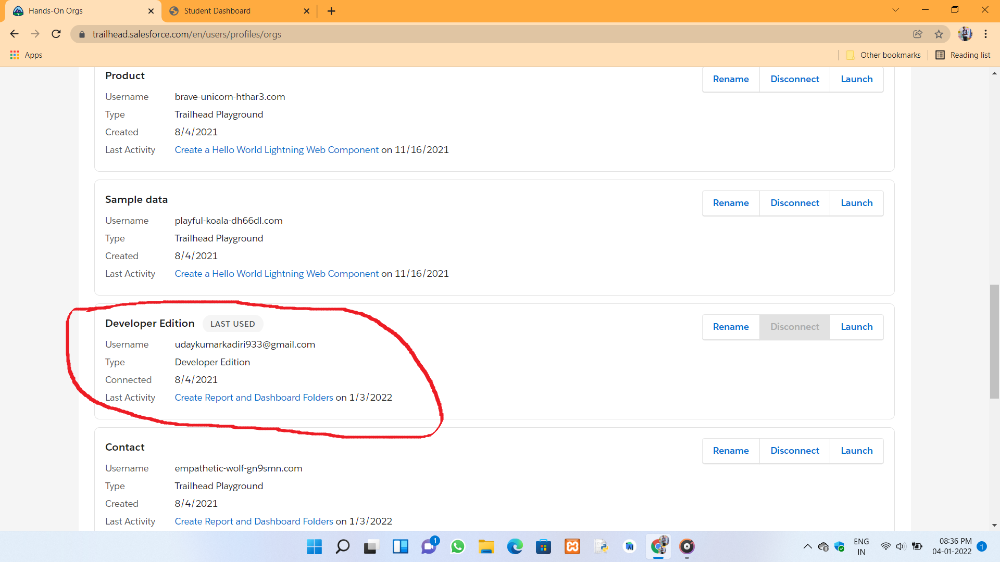 Hands-On Orgs
Student Dashboard
trailhead.salesforce.com/en/users/profiles/orgs
Apps
Other bookmarks
Reading list
Product
Rename Disconnect Launch
Username brave-unicorn-hthar3.com
Type Trailhead Playground
Created 8/4/2021
Last Activity Create a Hello World Lightning Web Component on 11/16/2021
Sample data
Rename Disconnect Launch
Username playful-koala-dh66dl.com
Type Trailhead Playground
Created 8/4/2021
Last Activity Create a Hello World Lightning Web Component on 11/16/2021
Developer Edition LAST USED
Rename Disconnect Launch
Username udaykumarkadiri933@gmail.com
Type Developer Edition
Connected 8/4/2021
Last Activity Create Report and Dashboard Folders on 1/3/2022
Contact
Rename Disconnect Launch
Username empathetic-wolf-gn9smn.com
Type Trailhead Playground
Created 8/4/2021
Last Activity Create Report and Dashboard Folders on 1/3/2022
1
ENG
IN
08:36 PM
04-01-2022
1